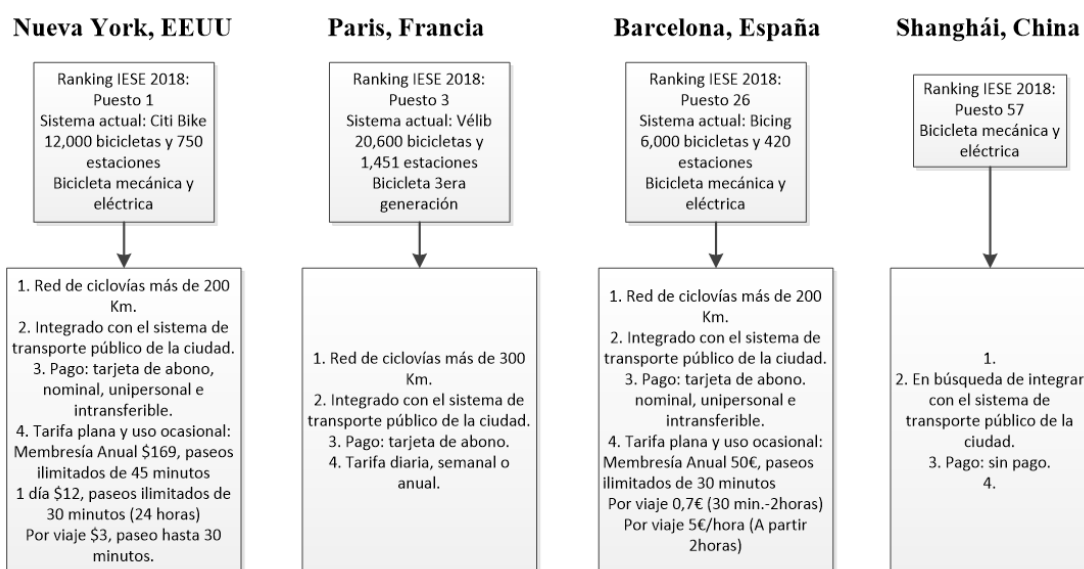 Nueva York, EEUU
Ranking IESE 2018:
Puesto 1
Sistema actual: Citi Bike
12,000 bicicletas y 750
estaciones
Bicicleta mecánica y
eléctrica
1. Red de ciclovías más de 200
Km.
2. Integrado con el sistema de
transporte público de la ciudad.
3. Pago: tarjeta de abono,
nominal, unipersonal e
intransferible.
4. Tarifa plana y uso ocasional:
Membresía Anual $169, paseos
ilimitados de 45 minutos
1 día $12, paseos ilimitados de
30 minutos (24 horas)
Por viaje $3, paseo hasta 30
minutos.
Paris, Francia
Ranking IESE 2018:
Puesto 3
Sistema actual: Vélib
20,600 bicicletas y
1,451 estaciones
Bicicleta 3era
generación
1. Red de ciclovías más de 300
Km.
2. Integrado con el sistema de
transporte público de la ciudad.
3. Pago: tarjeta de abono.
4. Tarifa diaria, semanal o
anual.
Barcelona, España
Ranking IESE 2018:
Puesto 26
Sistema actual: Bicing
6,000 bicicletas y 420
estaciones
Bicicleta mecánica y
eléctrica
1. Red de ciclovías más de 200
Km.
2. Integrado con el sistema de
transporte público de la ciudad.
3. Pago: tarjeta de abono.
nominal, unipersonal e
intransferible.
4. Tarifa plana y uso ocasional:
Membresía Anual 50€, paseos
ilimitados de 30 minutos
Por viaje 0,7€ (30 min.-2horas)
Por viaje 5€/hora (A partir
2horas)
Shanghái, China
Ranking IESE 2018:
Puesto 57
Bicicleta mecánica y
eléctrica
1.
2. En búsqueda de integrar
con el sistema de
transporte público de la
ciudad.
3. Pago: sin pago.
4.